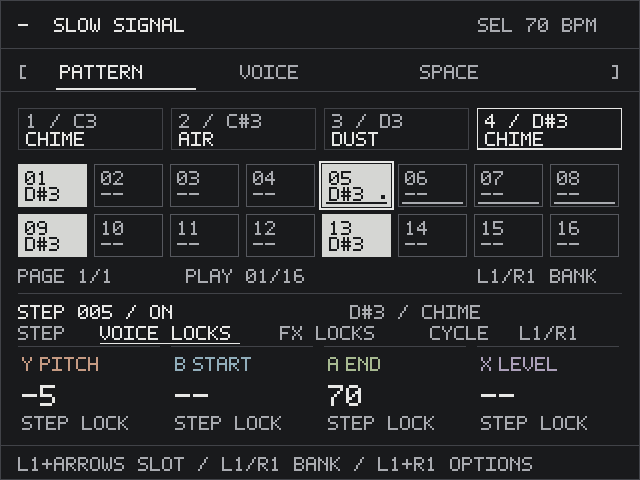 – SLOW SIGNAL SEL 70 BPM
[ PATTERN VOICE SPACE ]
1 / C3 2 / C#3 3 / D3 4 / D#3
CHIME AIR DUST CHIME
01 02 03 04 05 06 07 08
D#3 -- -- -- D#3 . -- -- --
09 10 11 12 13 14 15 16
D#3 -- -- -- D#3 -- -- --
PAGE 1/1 PLAY 01/16 L1/R1 BANK
STEP 005 / ON D#3 / CHIME
STEP VOICE LOCKS FX LOCKS CYCLE L1/R1
Y PITCH B START A END X LEVEL
-5 -- 70 --
STEP LOCK STEP LOCK STEP LOCK STEP LOCK
L1+ARROWS SLOT / L1/R1 BANK / L1+R1 OPTIONS